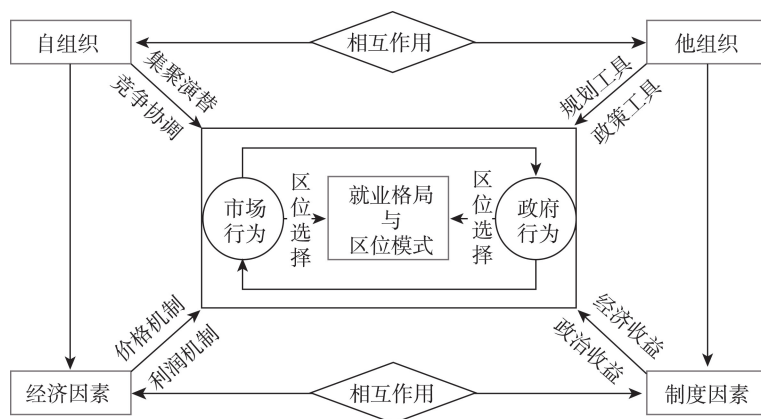 自组织
相互作用
他组织
集聚演替
竞争协调
规划工具
政策工具
市场
行为
区位选择
就业格局
与
区位模式
区位选择
政府
行为
价格机制
利润机制
经济收益
政治收益
经济因素
相互作用
制度因素